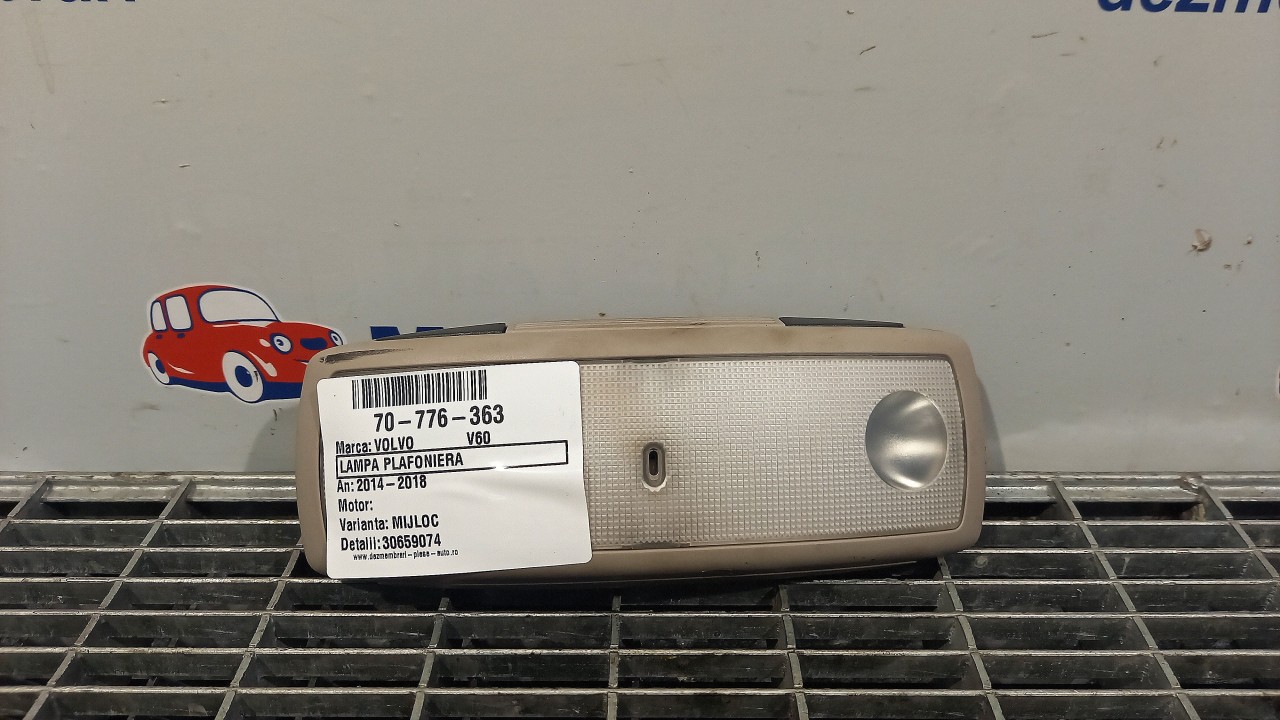 70-776-363
Marca: VOLVO V60
LAMPA PLAFONIERA
An: 2014-2018
Motor:
Varianta: MIJLOC
Detalii: 30659074
www.dezmembrari-piese-auto.ro